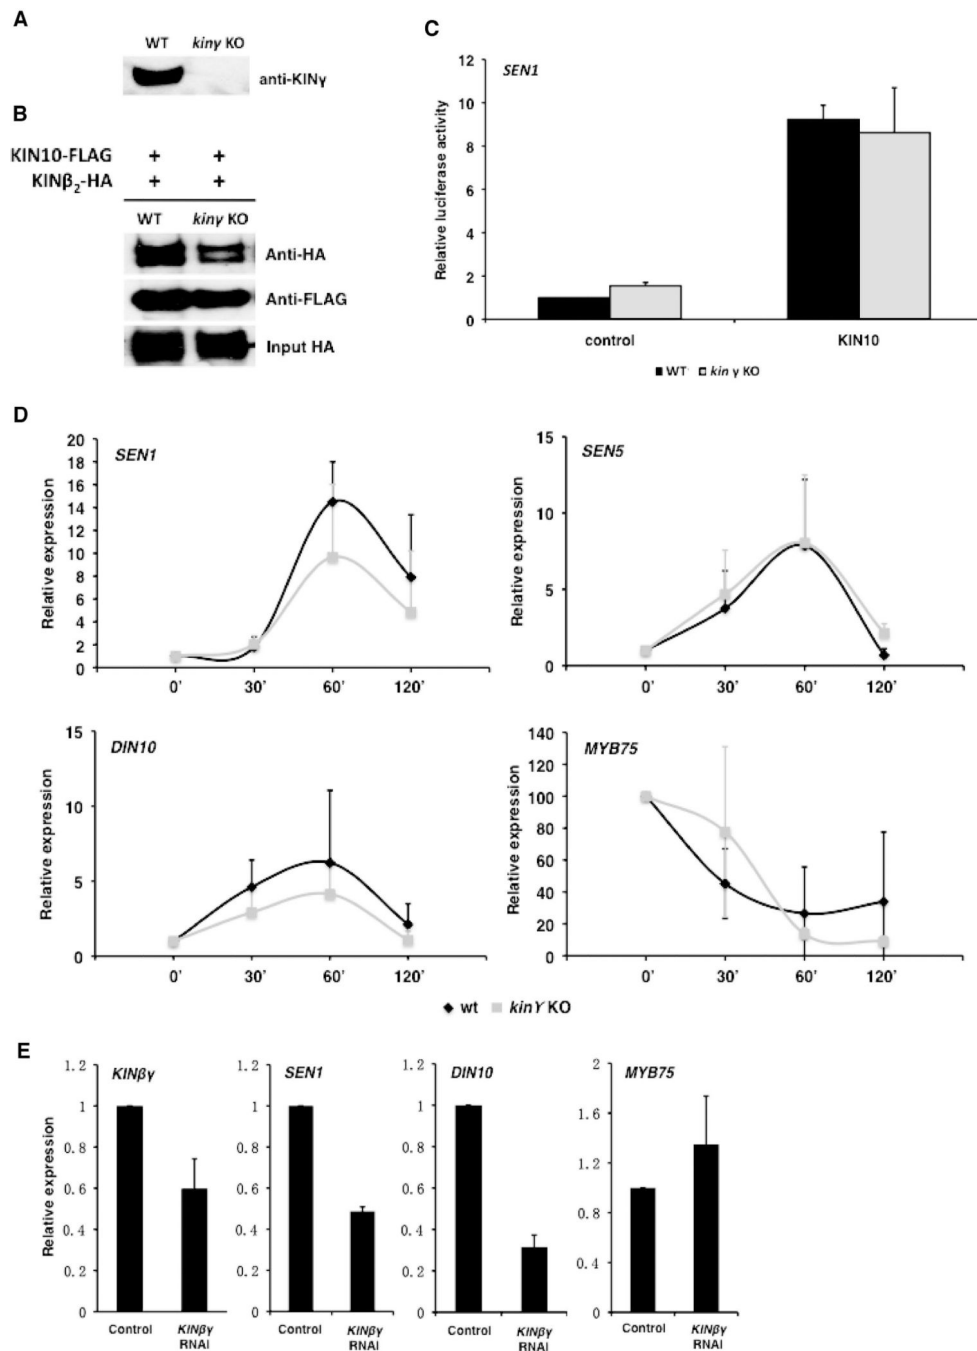 A
WT kinγ KO
anti-KINγ
B
KIN10-FLAG + +
KINβ2-HA + +
WT kinγ KO
Anti-HA
Anti-FLAG
Input HA
C
SEN1
Relative luciferase activity
12
10
8
6
4
2
0
control KIN10
WT kin γ KO
D
SEN1
Relative expression
20
18
16
14
12
10
8
6
4
2
0
0' 30' 60' 120'
SEN5
Relative expression
15
10
5
0
0' 30' 60' 120'
DIN10
Relative expression
15
10
5
0
0' 30' 60' 120'
MYB75
Relative expression
140
120
100
80
60
40
20
0
0' 30' 60' 120'
wt kinϒ KO
E
KINβγ
Relative expression
1.2
1
0.8
0.6
0.4
0.2
0
Control KINβγ
RNAI
SEN1
1.2
1
0.8
0.6
0.4
0.2
0
Control KINβγ
RNAI
DIN10
1.2
1
0.8
0.6
0.4
0.2
0
Control KINβγ
RNAI
MYB75
2
1.6
1.2
0.8
0.4
0
Control KINβγ
RNAI